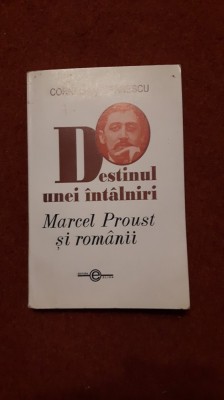 Destinul
unei întâlniri
Marcel Proust
și românii